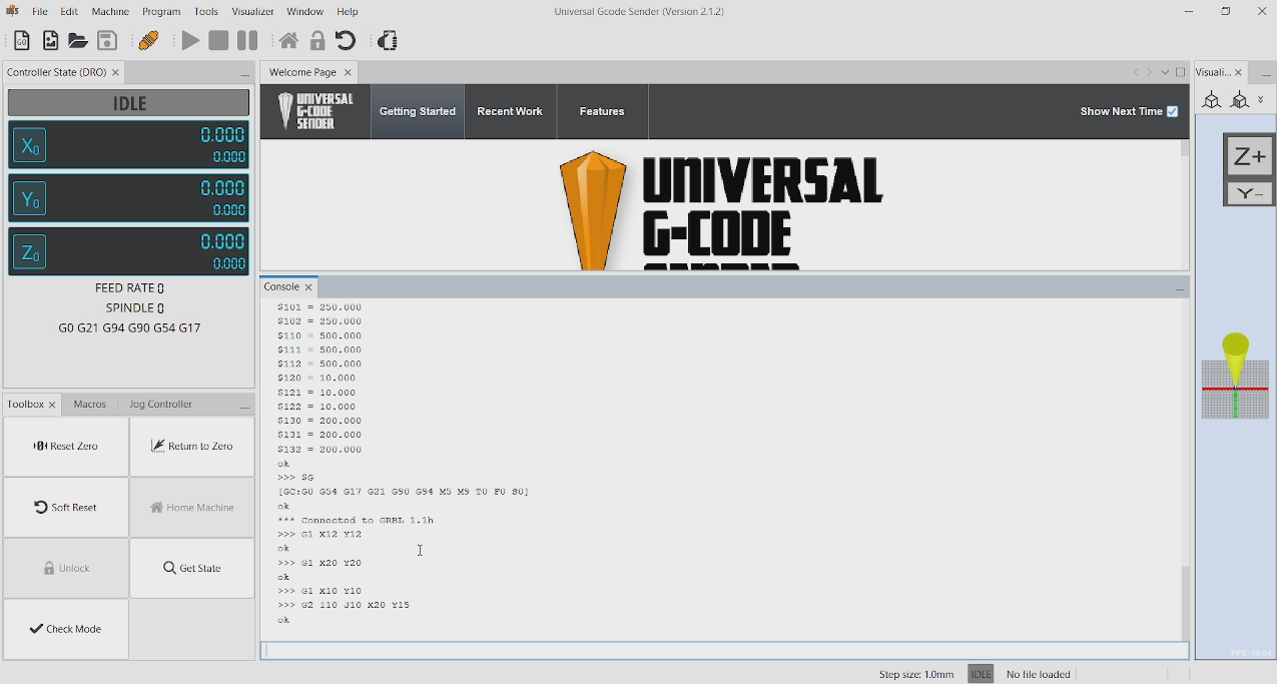 File Edit Machine Program Tools Visualizer Window Help
Universal Gcode Sender (Version 2.1.2)
Controller State (DRO)
Welcome Page
Visuali...
IDLE
UNIVERSAL
G-CODE
SENDER
Getting Started
Recent Work
Features
Show Next Time
X0 0.000
0.000
Y0 0.000
0.000
Z0 0.000
0.000
FEED RATE 0
SPINDLE 0
G0 G21 G94 G90 G54 G17
UNIVERSAL
G-CODE
SENDER
Z+
Y-
Console
$101 = 250.000
$102 = 250.000
$110 = 500.000
$111 = 500.000
$112 = 500.000
$120 = 10.000
$121 = 10.000
$122 = 10.000
$130 = 200.000
$131 = 200.000
$132 = 200.000
ok
>>> $G
[GC:G0 G54 G17 G21 G90 G94 M5 M9 T0 F0 S0]
ok
*** Connected to GRBL 1.1h
>>> G1 X12 Y12
ok
>>> G1 X20 Y20
ok
>>> G1 X10 Y10
>>> G2 I10 J10 X20 Y15
ok
Toolbox
Macros
Jog Controller
Reset Zero
Return to Zero
Soft Reset
Home Machine
Unlock
Get State
Check Mode
FPS: 15.04
Step size: 1.0mm
IDLE
No file loaded